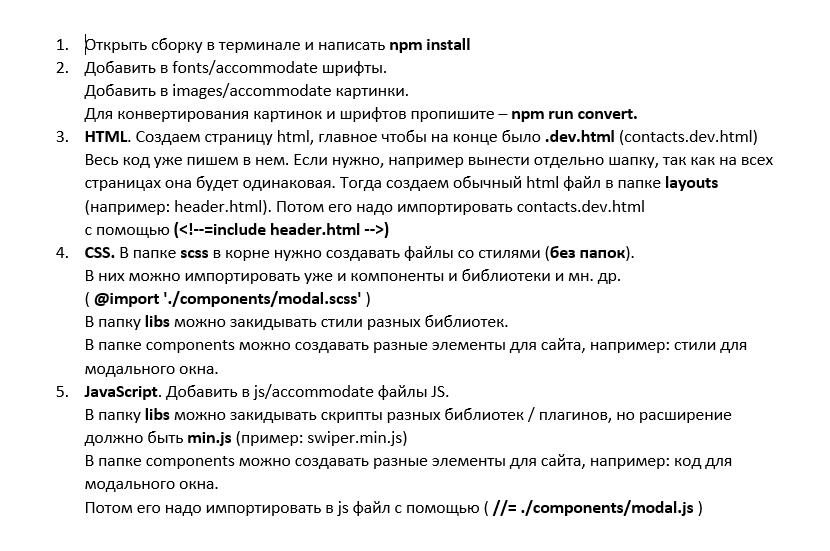 1. Открыть сборку в терминале и написать npm install
2. Добавить в fonts/accommodate шрифты.
Добавить в images/accommodate картинки.
Для конвертирования картинок и шрифтов пропишите – npm run convert.
3. HTML. Создаем страницу html, главное чтобы на конце было .dev.html (contacts.dev.html)
Весь код уже пишем в нем. Если нужно, например вынести отдельно шапку, так как на всех
страницах она будет одинаковая. Тогда создаем обычный html файл в папке layouts
(например: header.html). Потом его надо импортировать contacts.dev.html
с помощью (<!--=include header.html -->)
4. CSS. В папке scss в корне нужно создавать файлы со стилями (без папок).
В них можно импортировать уже и компоненты и библиотеки и мн. др.
( @import './components/modal.scss' )
В папку libs можно закидывать стили разных библиотек.
В папке components можно создавать разные элементы для сайта, например: стили для
модального окна.
5. JavaScript. Добавить в js/accommodate файлы JS.
В папку libs можно закидывать скрипты разных библиотек / плагинов, но расширение
должно быть min.js (пример: swiper.min.js)
В папке components можно создавать разные элементы для сайта, например: код для
модального окна.
Потом его надо импортировать в js файл с помощью ( //= ./components/modal.js )